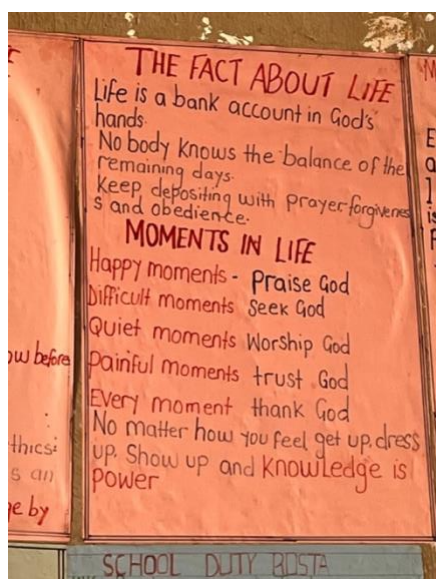 THE FACT ABOUT LIFE
Life is a bank account in God's
hands.
No body knows the balance of the
remaining days.
Keep depositing with prayer forgivenes
s and obedience.
MOMENTS IN LIFE
Happy moments - Praise God
Difficult moments Seek God
Quiet moments Worship God
Painful moments trust God
Every moment thank God
No matter how you feel get up, dress
up, Show up and Knowledge is
power
before
thics:
s an
e by
SCHOOL DUTY ROSTA